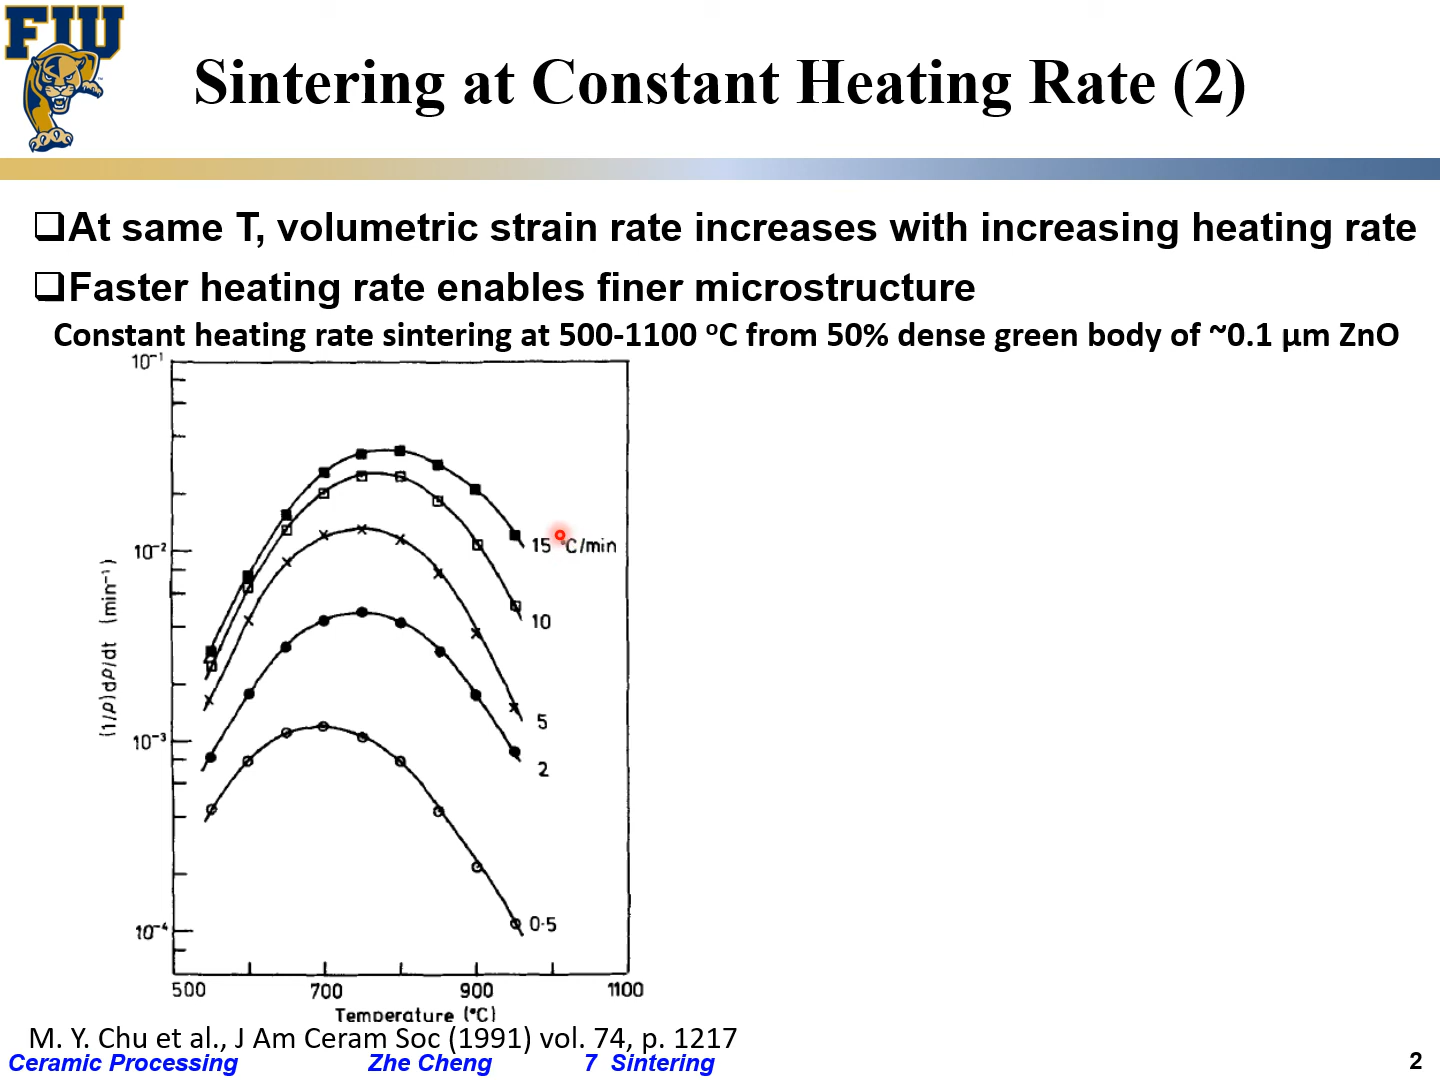 FIU
Sintering at Constant Heating Rate (2)
❑At same T, volumetric strain rate increases with increasing heating rate
❑Faster heating rate enables finer microstructure
Constant heating rate sintering at 500-1100 ᵒC from 50% dense green body of ~0.1 µm ZnO
10⁻¹
10⁻²
10⁻³
10⁻⁴
(1/ρ)dρ/dt (min⁻¹)
15 °C/min
10
5
2
0·5
500 700 900 1100
Temperature (°C)
M. Y. Chu et al., J Am Ceram Soc (1991) vol. 74, p. 1217
Ceramic Processing Zhe Cheng 7 Sintering 2